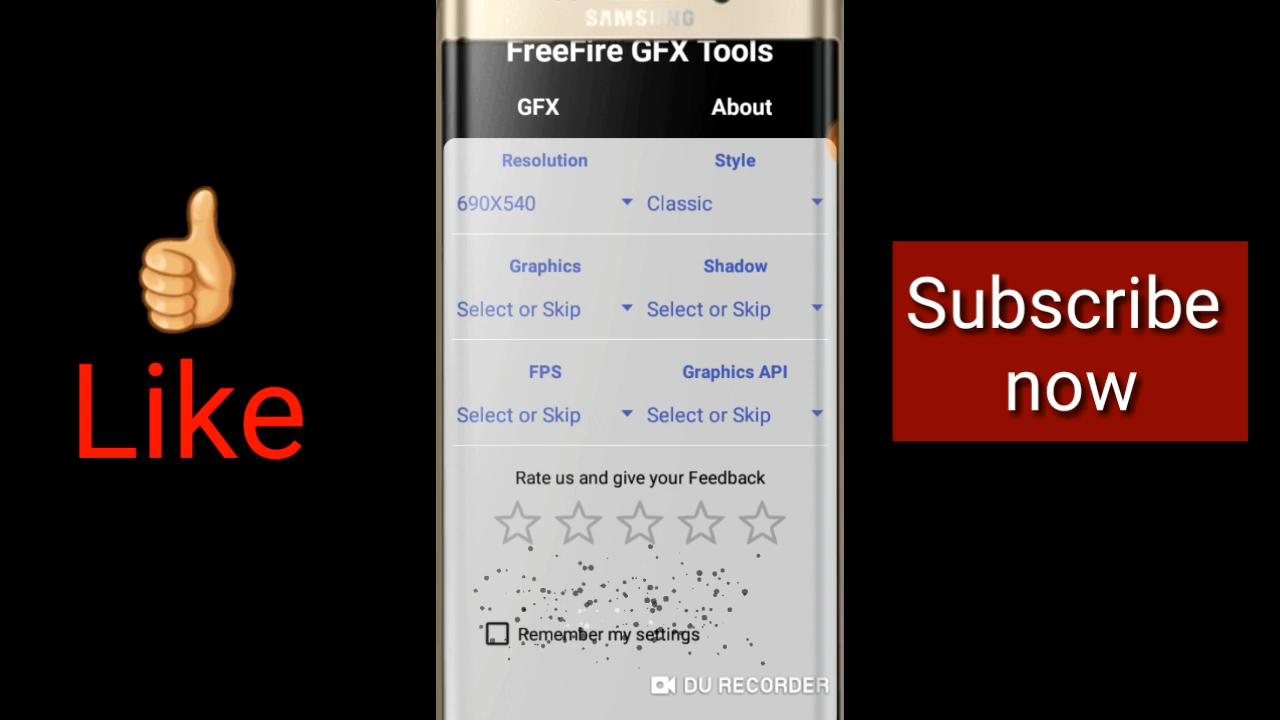 SAMSUNG
FreeFire GFX Tools
GFX About
Resolution Style
690X540 Classic
Graphics Shadow
Select or Skip Select or Skip
FPS Graphics API
Select or Skip Select or Skip
Rate us and give your Feedback
Remember my settings
DU RECORDER
Like
Subscribe
now